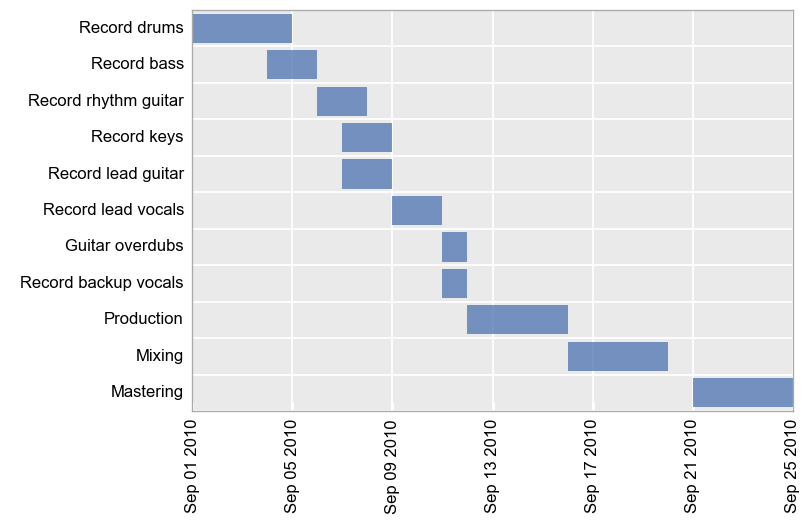 Record drums
Record bass
Record rhythm guitar
Record keys
Record lead guitar
Record lead vocals
Guitar overdubs
Record backup vocals
Production
Mixing
Mastering
Sep 01 2010
Sep 05 2010
Sep 09 2010
Sep 13 2010
Sep 17 2010
Sep 21 2010
Sep 25 2010